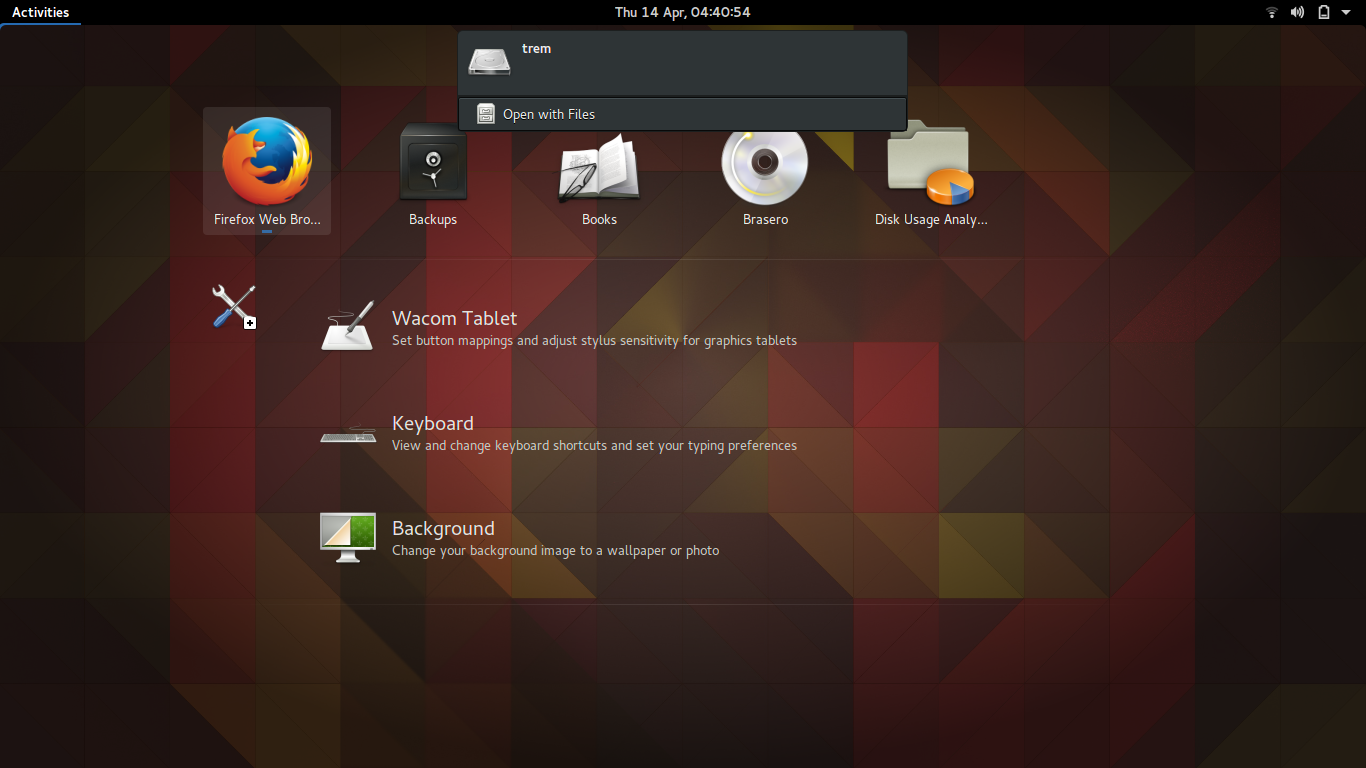 Activities
Thu 14 Apr, 04:40:54
trem
Open with Files
Firefox Web Bro...
Backups
Books
Brasero
Disk Usage Analy...
Wacom Tablet
Set button mappings and adjust stylus sensitivity for graphics tablets
Keyboard
View and change keyboard shortcuts and set your typing preferences
Background
Change your background image to a wallpaper or photo